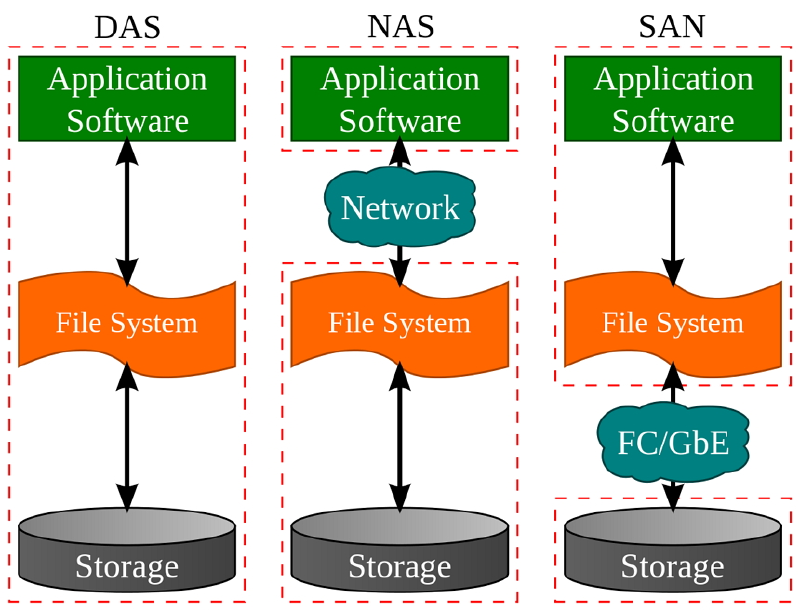 DAS
Application
Software
File System
Storage
NAS
Application
Software
Network
File System
Storage
SAN
Application
Software
File System
FC/GbE
Storage